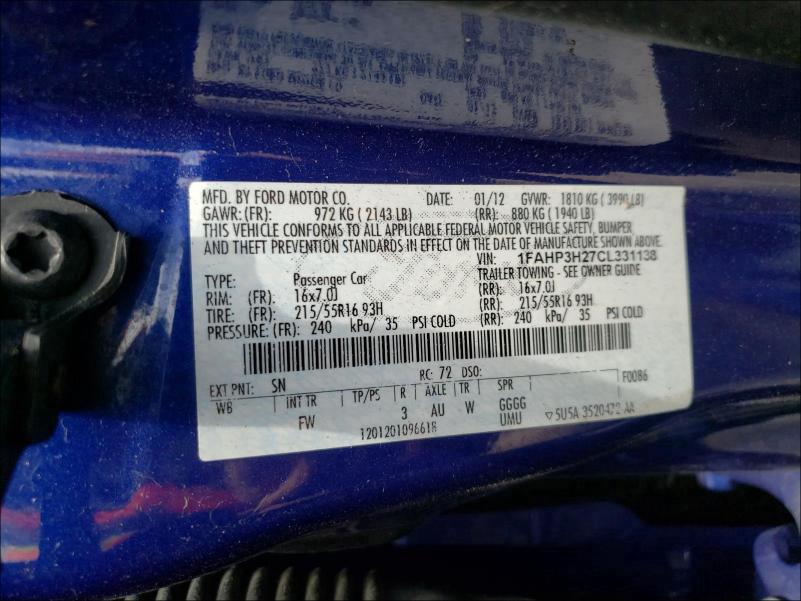 MFD. BY FORD MOTOR CO. DATE: 01/12 GVWR: 1810 KG ( 3990 LB)
GAWR: (FR): 972 KG ( 2143 LB) (RR): 880 KG ( 1940 LB)
THIS VEHICLE CONFORMS TO ALL APPLICABLE FEDERAL MOTOR VEHICLE SAFETY, BUMPER,
AND THEFT PREVENTION STANDARDS IN EFFECT ON THE DATE OF MANUFACTURE SHOWN ABOVE.
VIN: 1FAHP3H27CL331138
TYPE: Passenger Car TRAILER TOWING - SEE OWNER GUIDE
RIM: (FR): 16x7.0J (RR): 16x7.0J
TIRE: (FR): 215/55R16 93H (RR): 215/55R16 93H
PRESSURE: (FR): 240 kPa/ 35 PSI COLD (RR): 240 kPa/ 35 PSI COLD
EXT PNT: SN RC: 72 DSO: F0086
WB INT TR TP/PS R AXLE TR SPR
FW 3 AU W GGGG
UMU
1201201096618 5U5A 3520472 AA